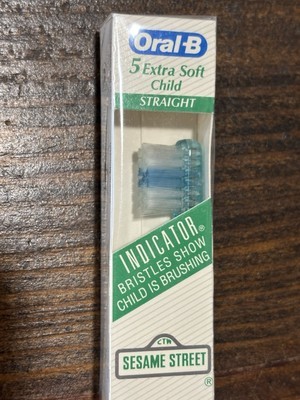 Oral-B
5 Extra Soft
Child
STRAIGHT
INDICATOR®
BRISTLES SHOW
CHILD IS BRUSHING
CTW
SESAME STREET
®